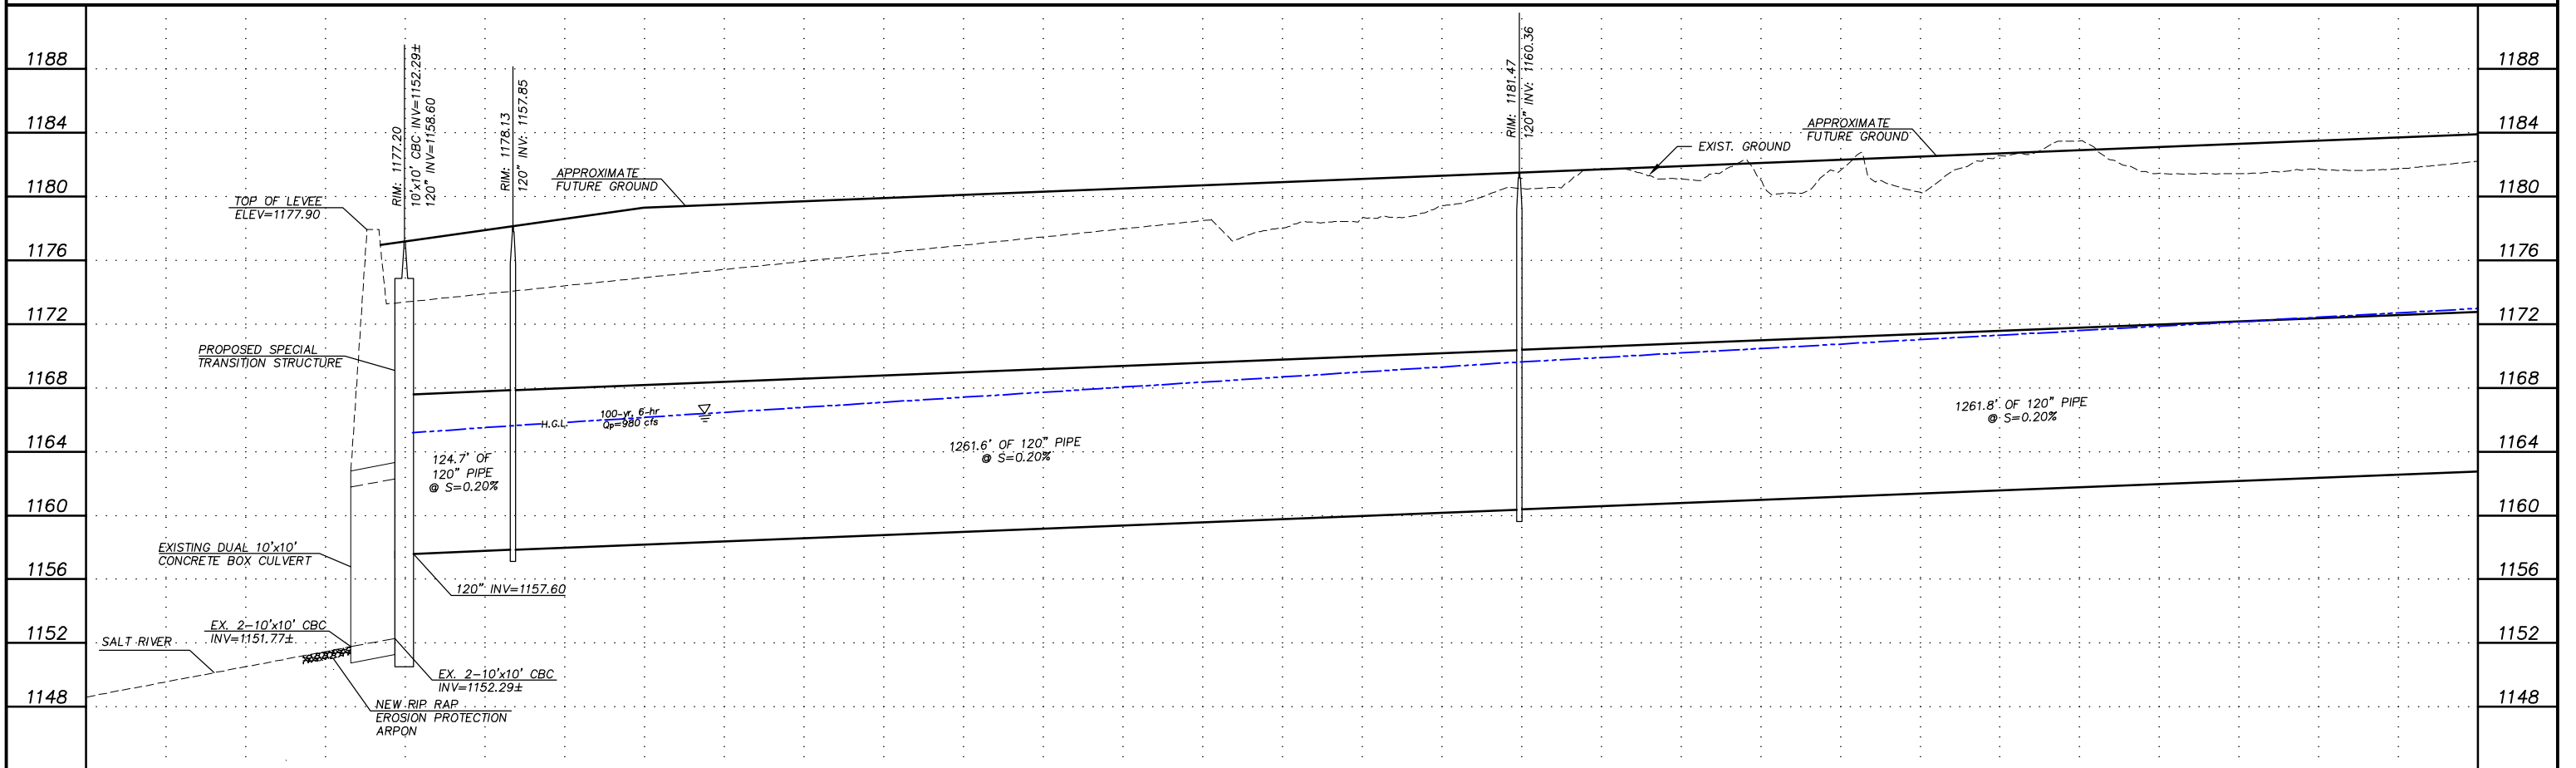 1188
1184
1180
1176
1172
1168
1164
1160
1156
1152
1148
RIM: 1177.20
10'x10' CBC INV=1152.29±
120" INV=1158.60
RIM: 1178.13
120" INV: 1157.85
RIM: 1181.47
120" INV: 1160.36
TOP OF LEVEE
ELEV=1177.90
APPROXIMATE
FUTURE GROUND
EXIST. GROUND
APPROXIMATE
FUTURE GROUND
PROPOSED SPECIAL
TRANSITION STRUCTURE
H.G.L.
100-yr, 6-hr
Qp=980 cfs
124.7' OF
120" PIPE
@ S=0.20%
1261.6' OF 120" PIPE
@ S=0.20%
1261.8' OF 120" PIPE
@ S=0.20%
EXISTING DUAL 10'x10'
CONCRETE BOX CULVERT
120" INV=1157.60
EX. 2-10'x10' CBC
INV=1151.77±
SALT RIVER
EX. 2-10'x10' CBC
INV=1152.29±
NEW RIP RAP
EROSION PROTECTION
ARPON
1188
1184
1180
1176
1172
1168
1164
1160
1156
1152
1148